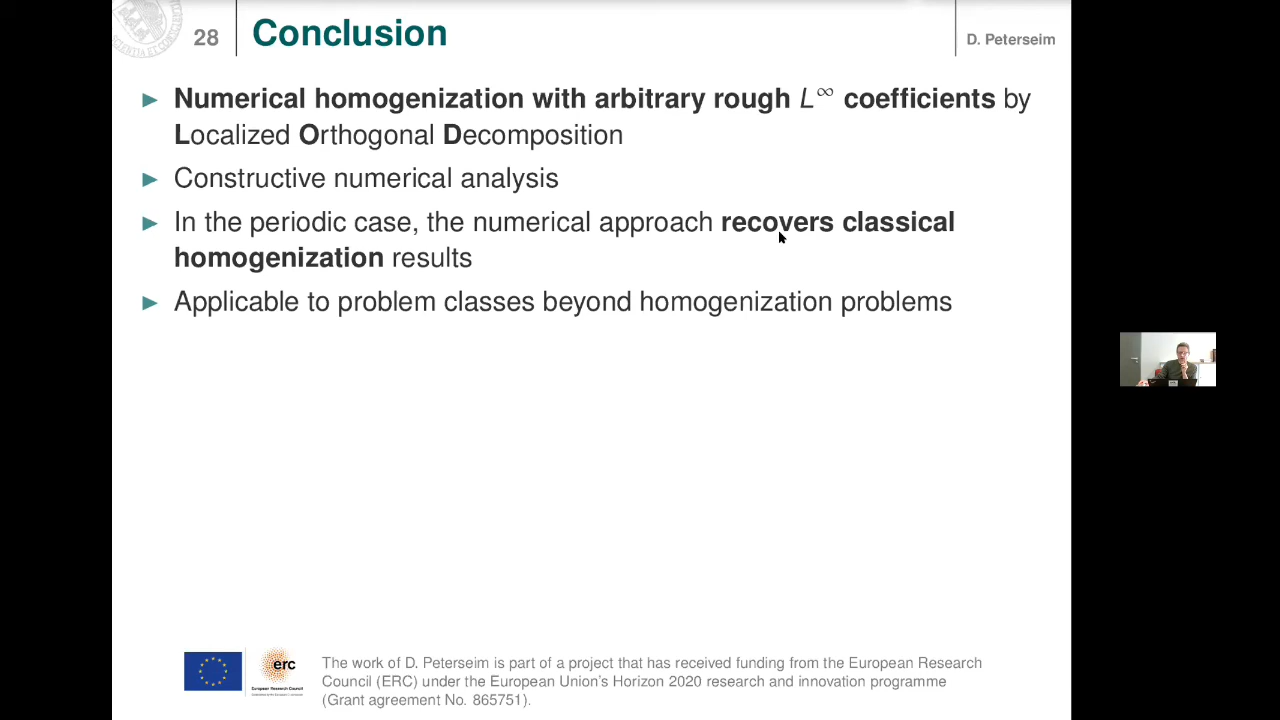 28
Conclusion
D. Peterseim
► Numerical homogenization with arbitrary rough L∞ coefficients by
Localized Orthogonal Decomposition
► Constructive numerical analysis
► In the periodic case, the numerical approach recovers classical
homogenization results
► Applicable to problem classes beyond homogenization problems
erc
European Research Council
The work of D. Peterseim is part of a project that has received funding from the European Research
Council (ERC) under the European Union's Horizon 2020 research and innovation programme
(Grant agreement No. 865751).